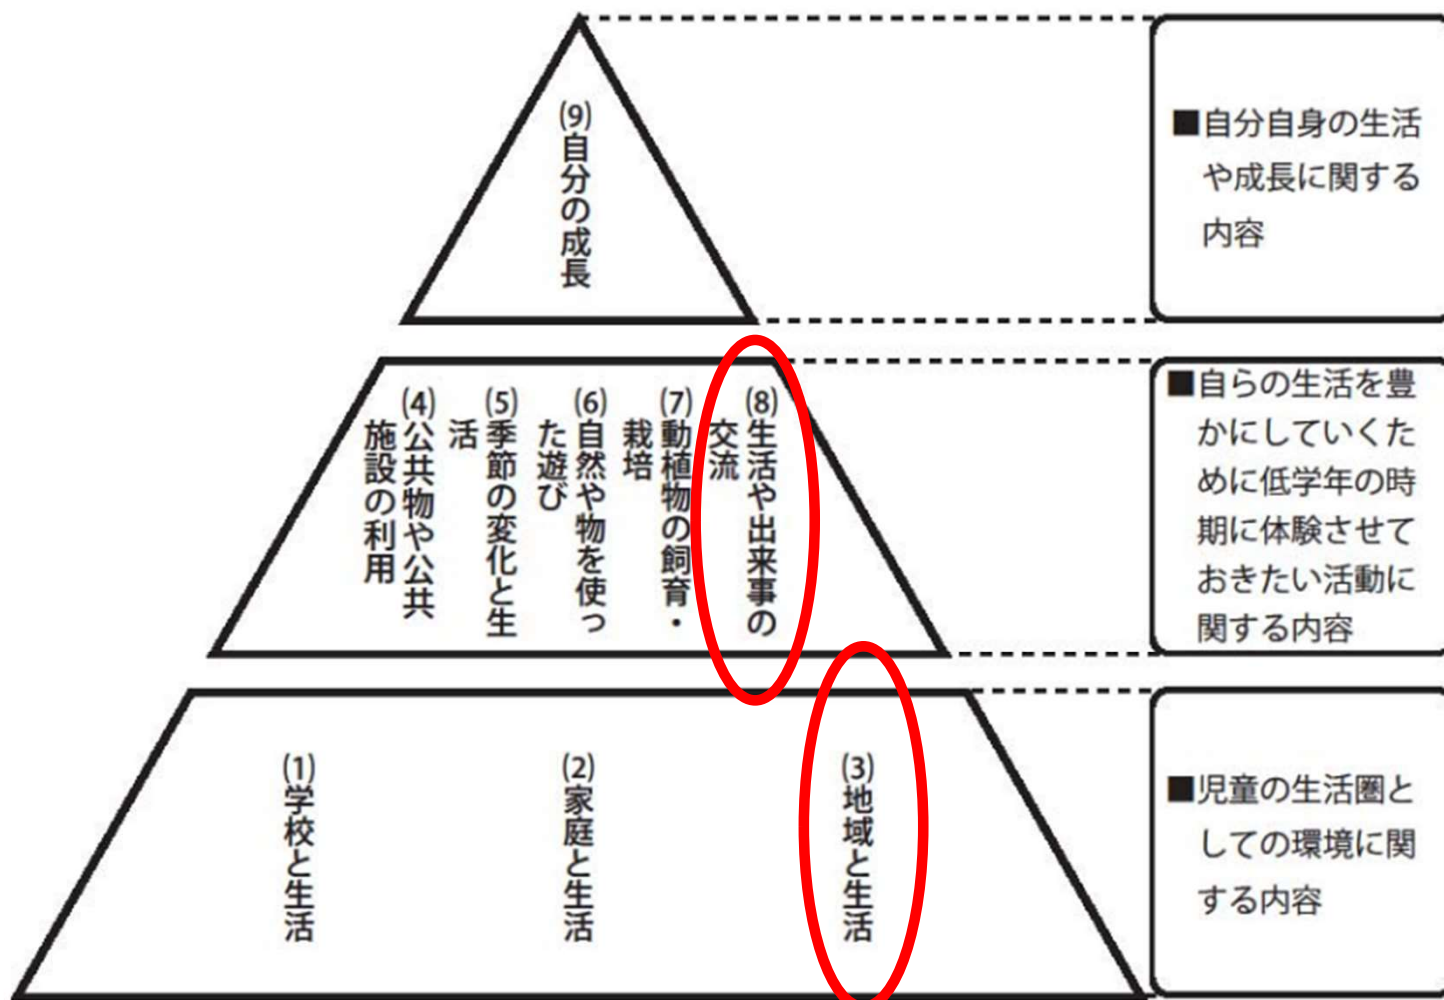 (9)自分の成長
■自分自身の生活
や成長に関する
内容
(4)公共物や公共
施設の利用
(5)季節の変化と生
活
(6)自然や物を使っ
た遊び
(7)動植物の飼育・
栽培
(8)生活や出来事の
交流
■自らの生活を豊
かにしていくた
めに低学年の時
期に体験させて
おきたい活動に
関する内容
(1)学校と生活
(2)家庭と生活
(3)地域と生活
■児童の生活圏と
しての環境に関
する内容